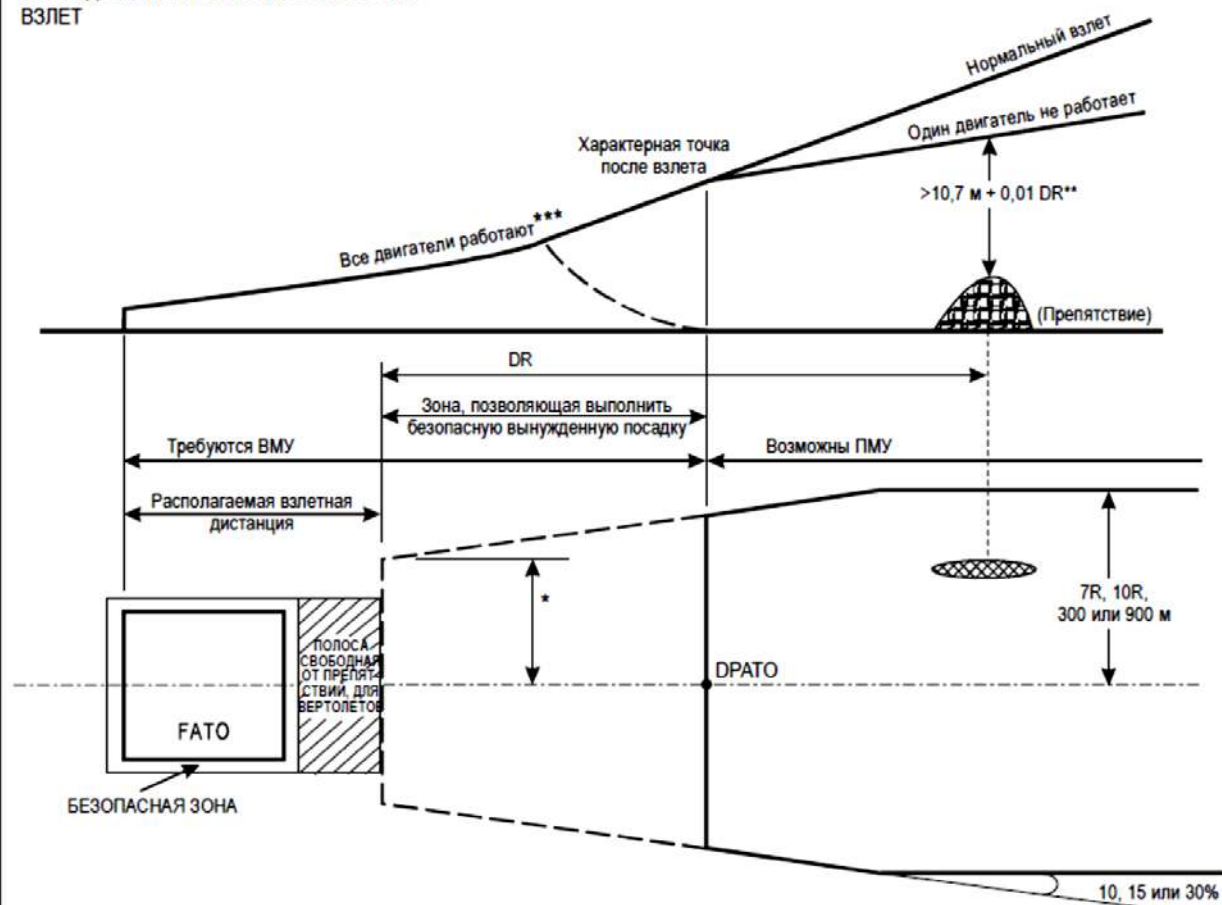 ВЗЛЕТ
Нормальный взлет
Один двигатель не работает
Характерная точка
после взлета
>10,7 м + 0,01 DR**
Все двигатели работают***
(Препятствие)
DR
Зона, позволяющая выполнить
безопасную вынужденную посадку
Требуются ВМУ
Возможны ПМУ
Располагаемая взлетная
дистанция
*
7R, 10R,
300 или 900 м
ПОЛОСА
СВОБОДНАЯ
ОТ ПРЕПЯТ-
СТВИЙ, ДЛЯ
ВЕРТОЛЕТОВ
DPATO
FATO
БЕЗОПАСНАЯ ЗОНА
10, 15 или 30%